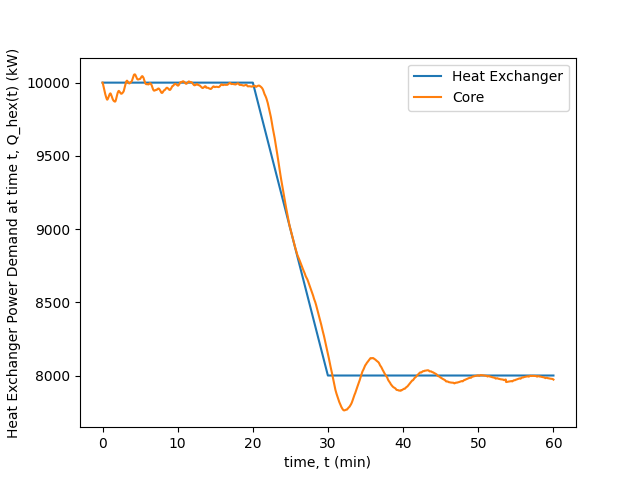 Heat Exchanger Power Demand at time t, Q_hex(t) (kW)
10000
9500
9000
8500
8000
Heat Exchanger
Core
0 10 20 30 40 50 60
time, t (min)